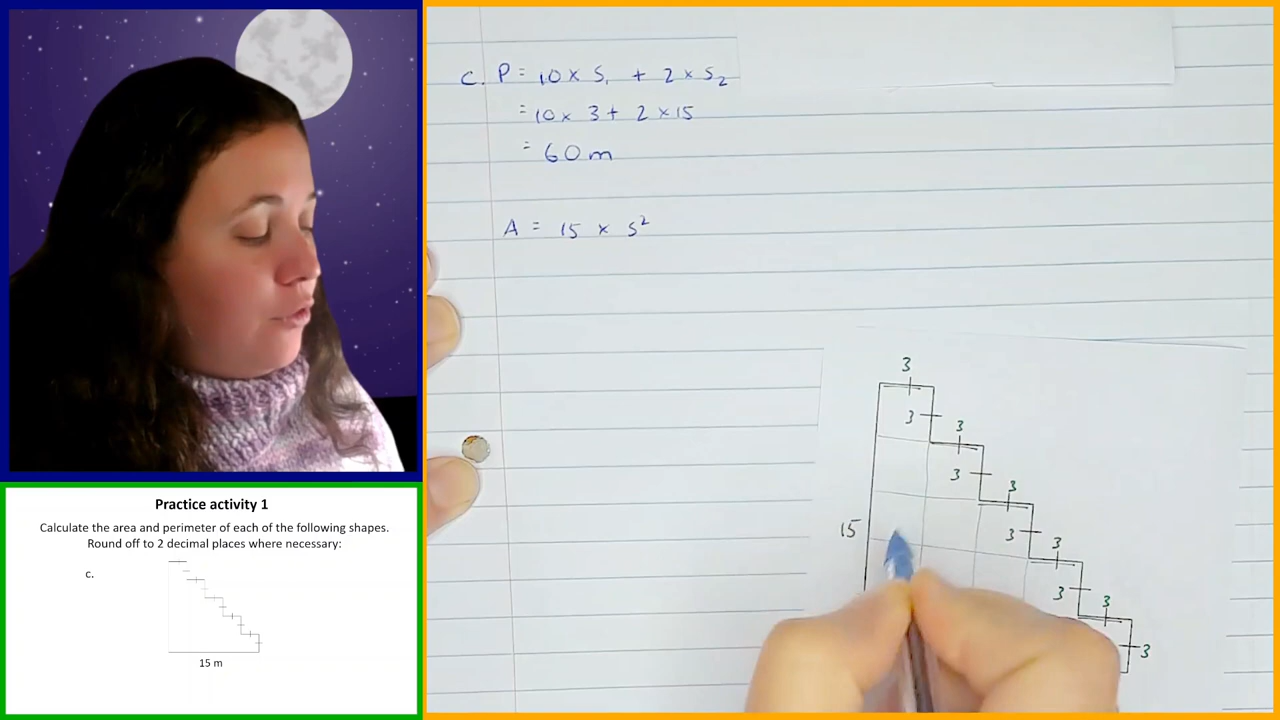 c. P = 10 × S₁ + 2 × S₂
= 10 × 3 + 2 × 15
= 60 m
A = 15 × S²
3
3
3
3
3
3
3
3
3
3
15
Practice activity 1
Calculate the area and perimeter of each of the following shapes.
Round off to 2 decimal places where necessary:
c.
15 m